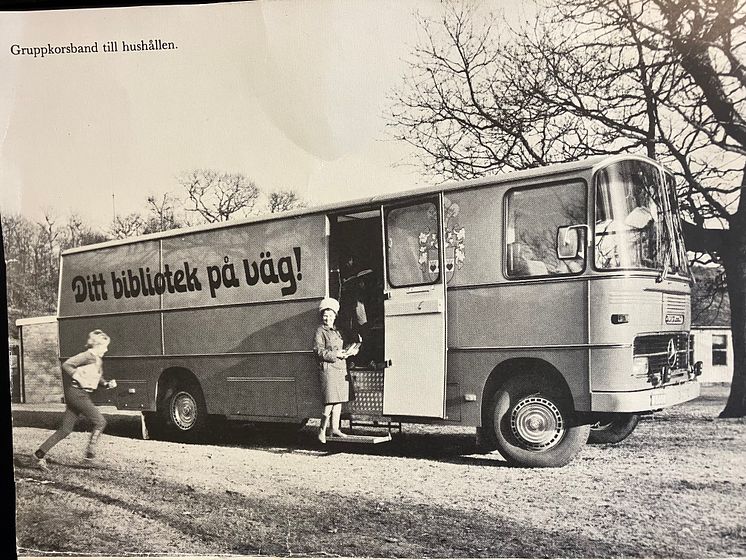 Gruppkorsband till hushållen.
Ditt bibliotek på väg!